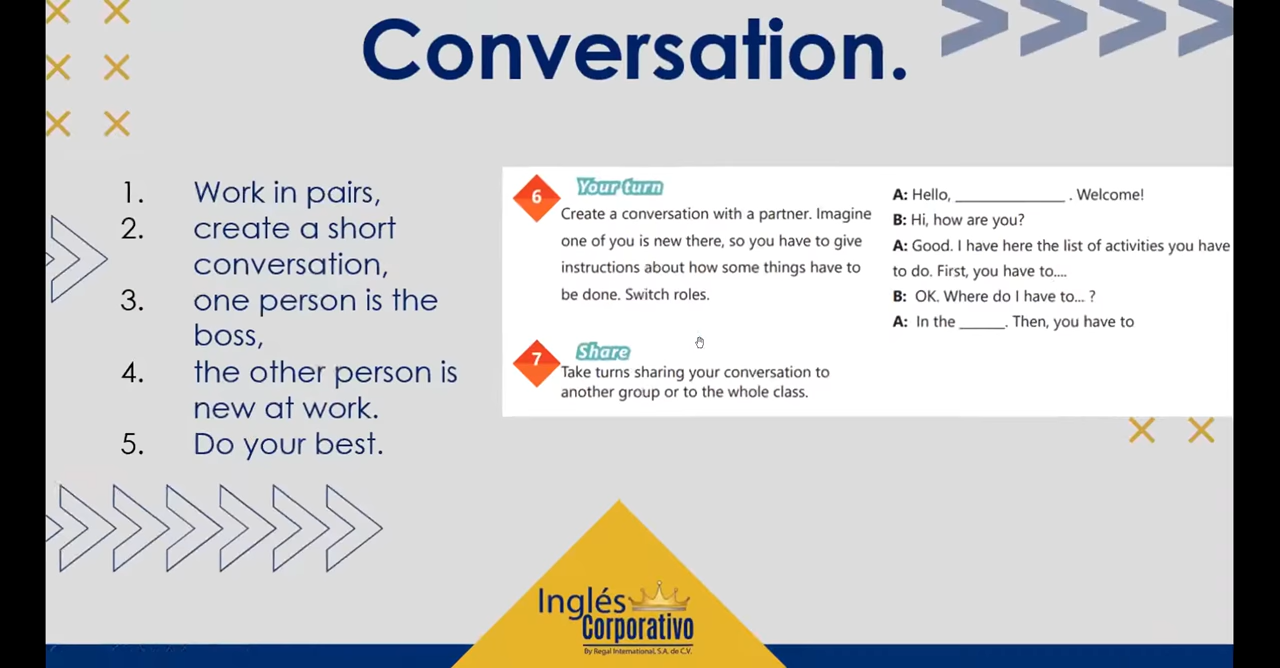 Conversation.
1. Work in pairs,
2. create a short
conversation,
3. one person is the
boss,
4. the other person is
new at work.
5. Do your best.
6 Your turn
Create a conversation with a partner. Imagine
one of you is new there, so you have to give
instructions about how some things have to
be done. Switch roles.
7 Share
Take turns sharing your conversation to
another group or to the whole class.
A: Hello, _______________ . Welcome!
B: Hi, how are you?
A: Good. I have here the list of activities you have
to do. First, you have to....
B: OK. Where do I have to... ?
A: In the ______. Then, you have to
Inglés
Corporativo
By Regal International, S.A. de C.V.